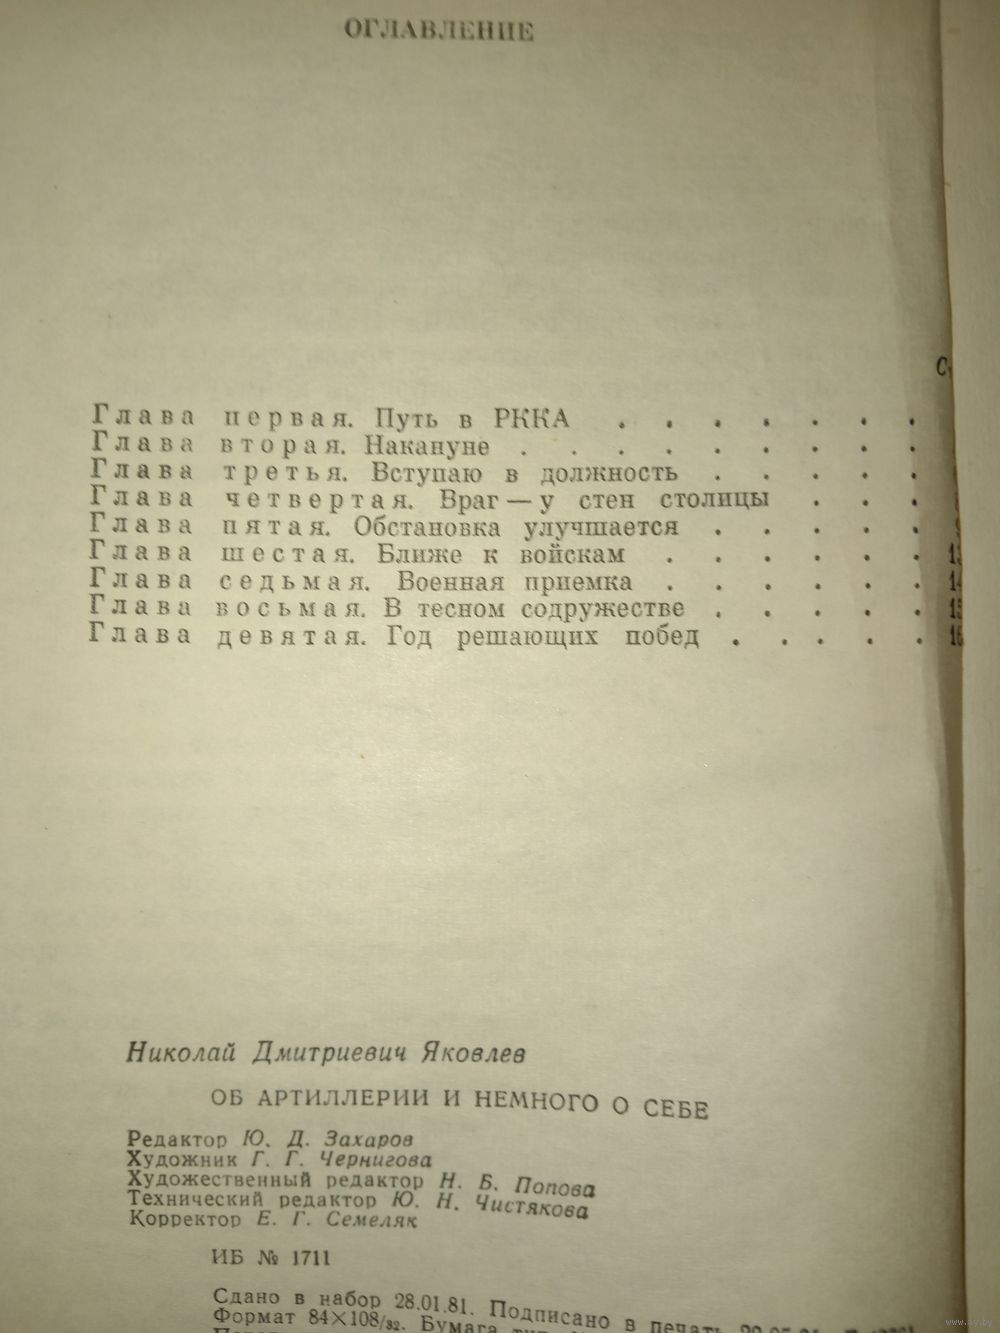 ОГЛАВЛЕНИЕ
Глава первая. Путь в РККА . . . . . . .
Глава вторая. Накануне . . . . . . . .
Глава третья. Вступаю в должность . . . . .
Глава четвертая. Враг — у стен столицы . . .
Глава пятая. Обстановка улучшается . . . . .
Глава шестая. Ближе к войскам . . . . . .
Глава седьмая. Военная приемка . . . . . .
Глава восьмая. В тесном содружестве . . . . .
Глава девятая. Год решающих побед . . . . .
Николай Дмитриевич Яковлев
ОБ АРТИЛЛЕРИИ И НЕМНОГО О СЕБЕ
Редактор Ю. Д. Захаров
Художник Г. Г. Чернигова
Художественный редактор Н. Б. Попова
Технический редактор Ю. Н. Чистякова
Корректор Е. Г. Семеляк
ИБ № 1711
Сдано в набор 28.01.81. Подписано в печать
Формат 84×108/32. Бумага
www.ay.by